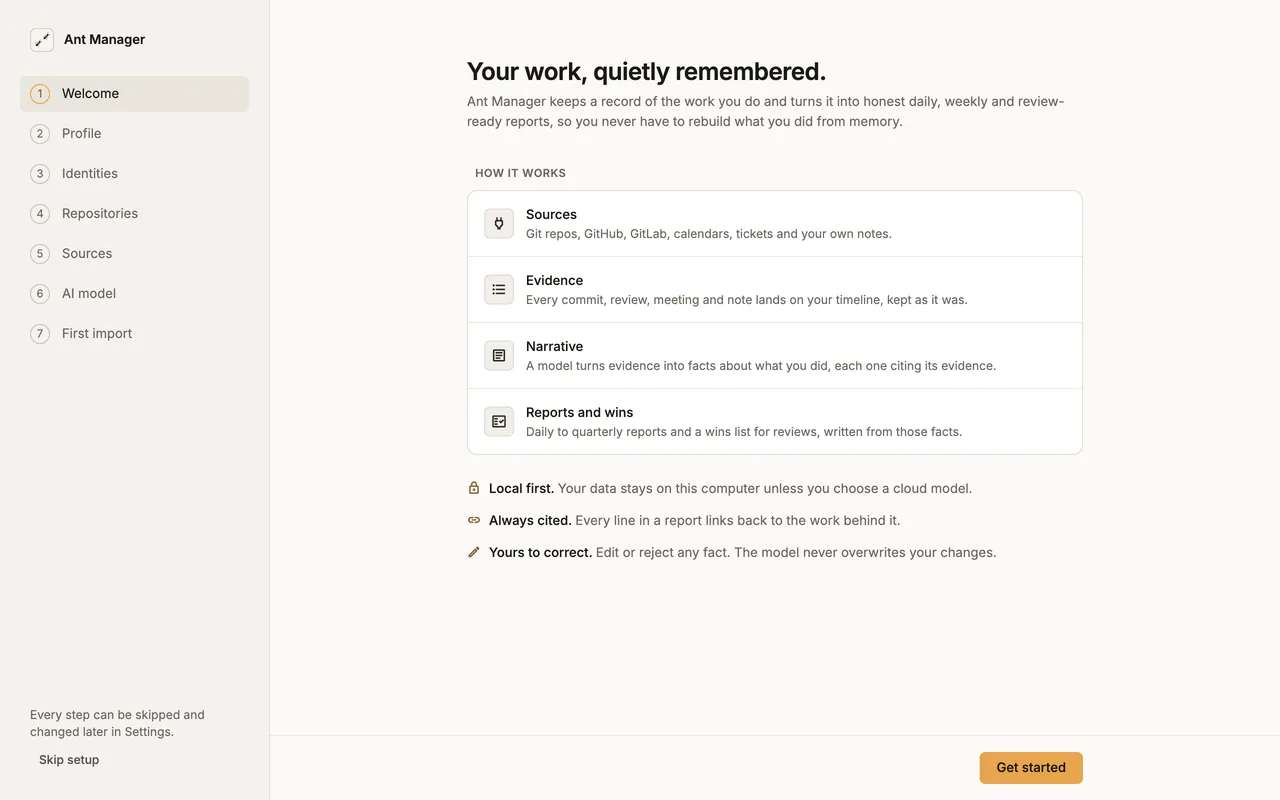 Ant Manager
1 Welcome
2 Profile
3 Identities
4 Repositories
5 Sources
6 AI model
7 First import
Every step can be skipped and
changed later in Settings.
Skip setup
Your work, quietly remembered.
Ant Manager keeps a record of the work you do and turns it into honest daily, weekly and review-
ready reports, so you never have to rebuild what you did from memory.
HOW IT WORKS
Sources
Git repos, GitHub, GitLab, calendars, tickets and your own notes.
Evidence
Every commit, review, meeting and note lands on your timeline, kept as it was.
Narrative
A model turns evidence into facts about what you did, each one citing its evidence.
Reports and wins
Daily to quarterly reports and a wins list for reviews, written from those facts.
Local first. Your data stays on this computer unless you choose a cloud model.
Always cited. Every line in a report links back to the work behind it.
Yours to correct. Edit or reject any fact. The model never overwrites your changes.
Get started